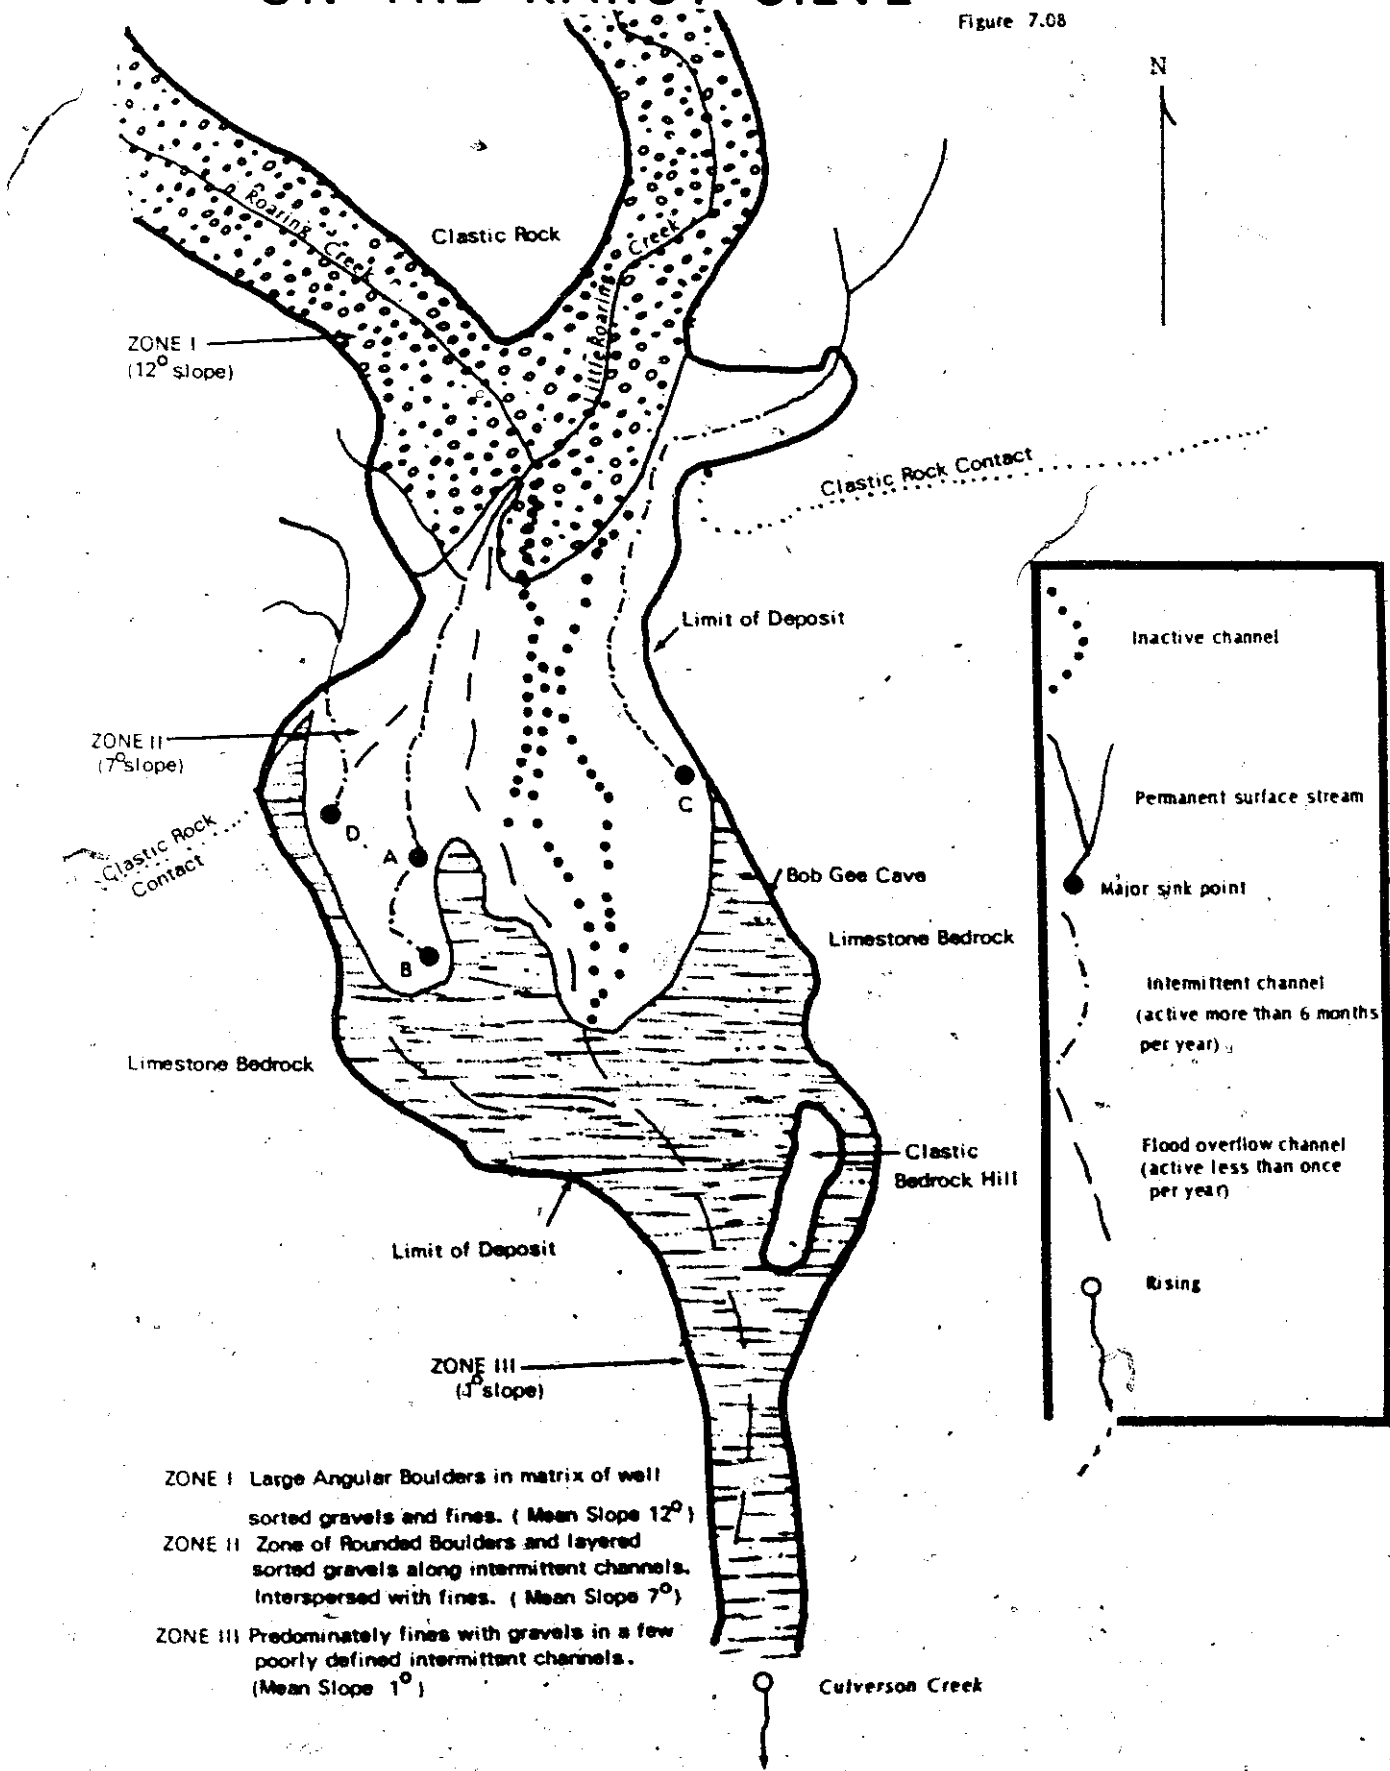 Figure 7.08
N
Clastic Rock
Roaring Creek
Little Roaring Creek
ZONE I
(12° slope)
Clastic Rock Contact
Limit of Deposit
Inactive channel
ZONE II
(7° slope)
Permanent surface stream
C
D
A
Clastic Rock
Contact
Bob Gee Cave
Major sink point
Limestone Bedrock
B
Intermittent channel
(active more than 6 months
per year)
Limestone Bedrock
Clastic
Bedrock Hill
Flood overflow channel
(active less than once
per year)
Limit of Deposit
Rising
ZONE III
(1° slope)
ZONE I Large Angular Boulders in matrix of well
sorted gravels and fines. ( Mean Slope 12°)
ZONE II Zone of Rounded Boulders and layered
sorted gravels along intermittent channels.
Interspersed with fines. ( Mean Slope 7°)
ZONE III Predominately fines with gravels in a few
poorly defined intermittent channels.
(Mean Slope 1°)
Culverson Creek